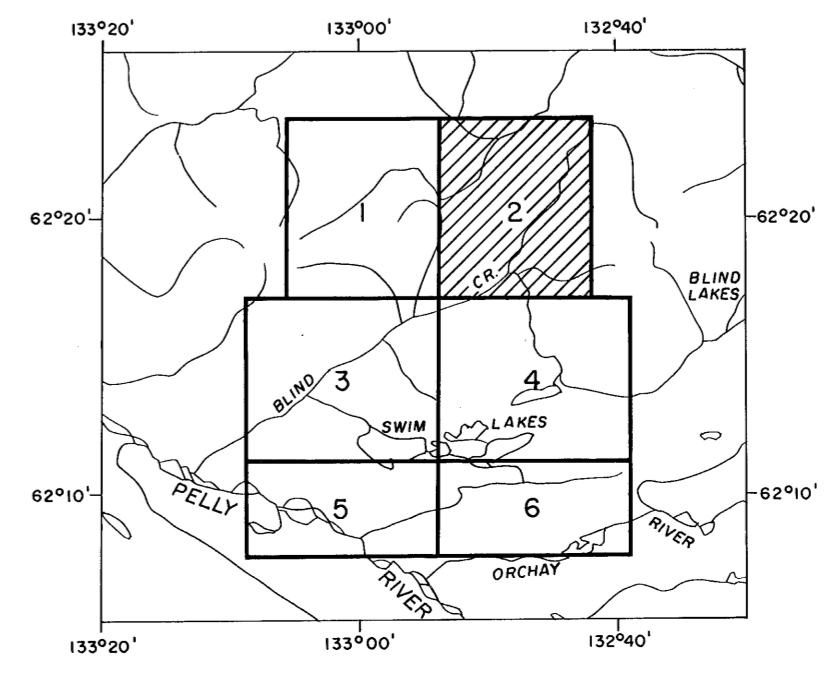 133°20'
133°00'
132°40'
62°20'
1
2
62°20'
CR.
BLIND
LAKES
BLIND
3
4
SWIM
LAKES
62°10'
PELLY
5
6
62°10'
RIVER
RIVER
ORCHAY
133°20'
133°00'
132°40'